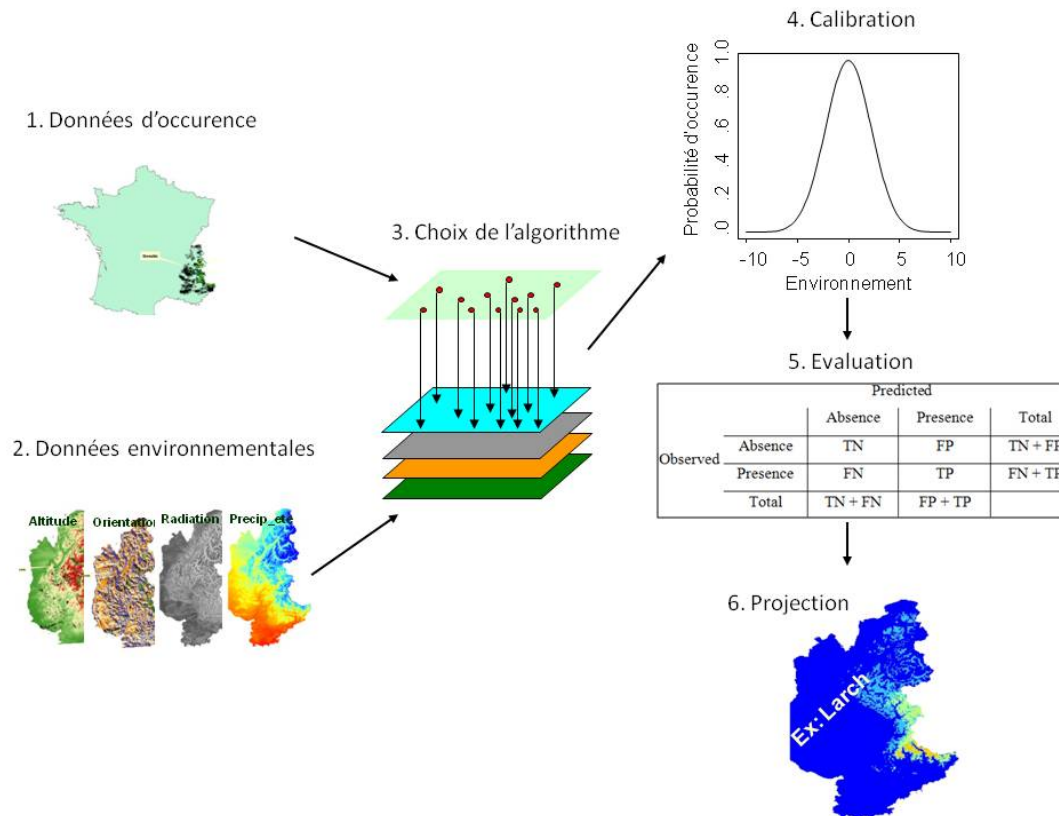 1. Données d'occurence
2. Données environnementales
Altitude
Orientation
Radiation
Precip_ete
3. Choix de l'algorithme
4. Calibration
Probabilité d'occurence
.0 .2 .4 .6 .8 1.0
-10 -5 0 5 10
Environnement
5. Evaluation
Predicted
Absence Presence Total
Observed
Absence TN FP TN + FP
Presence FN TP FN + TP
Total TN + FN FP + TP
6. Projection
Ex: Larch